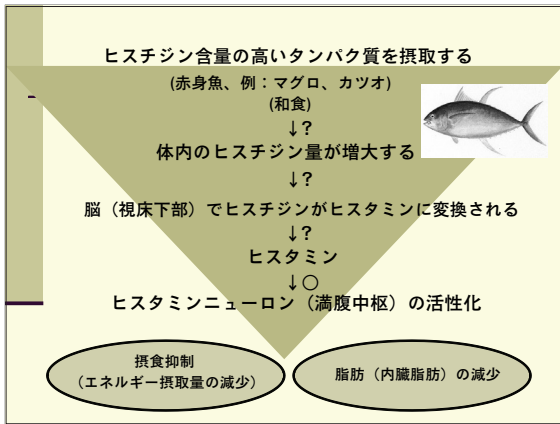 ヒスチジン含量の高いタンパク質を摂取する
(赤身魚、例：マグロ、カツオ)
(和食)
↓?
体内のヒスチジン量が増大する
↓?
脳（視床下部）でヒスチジンがヒスタミンに変換される
↓?
ヒスタミン
↓○
ヒスタミンニューロン（満腹中枢）の活性化
摂食抑制
（エネルギー摂取量の減少）
脂肪（内臓脂肪）の減少